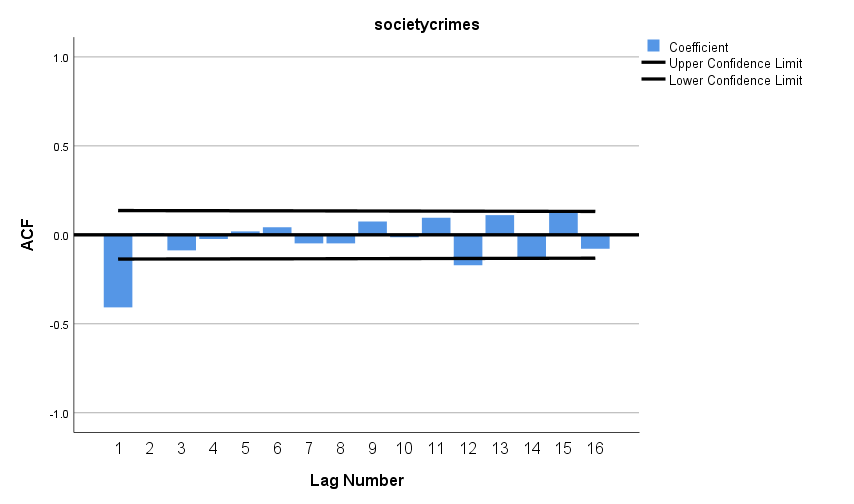 societycrimes
Coefficient
Upper Confidence Limit
Lower Confidence Limit
1.0
0.5
0.0
-0.5
-1.0
ACF
1 2 3 4 5 6 7 8 9 10 11 12 13 14 15 16
Lag Number